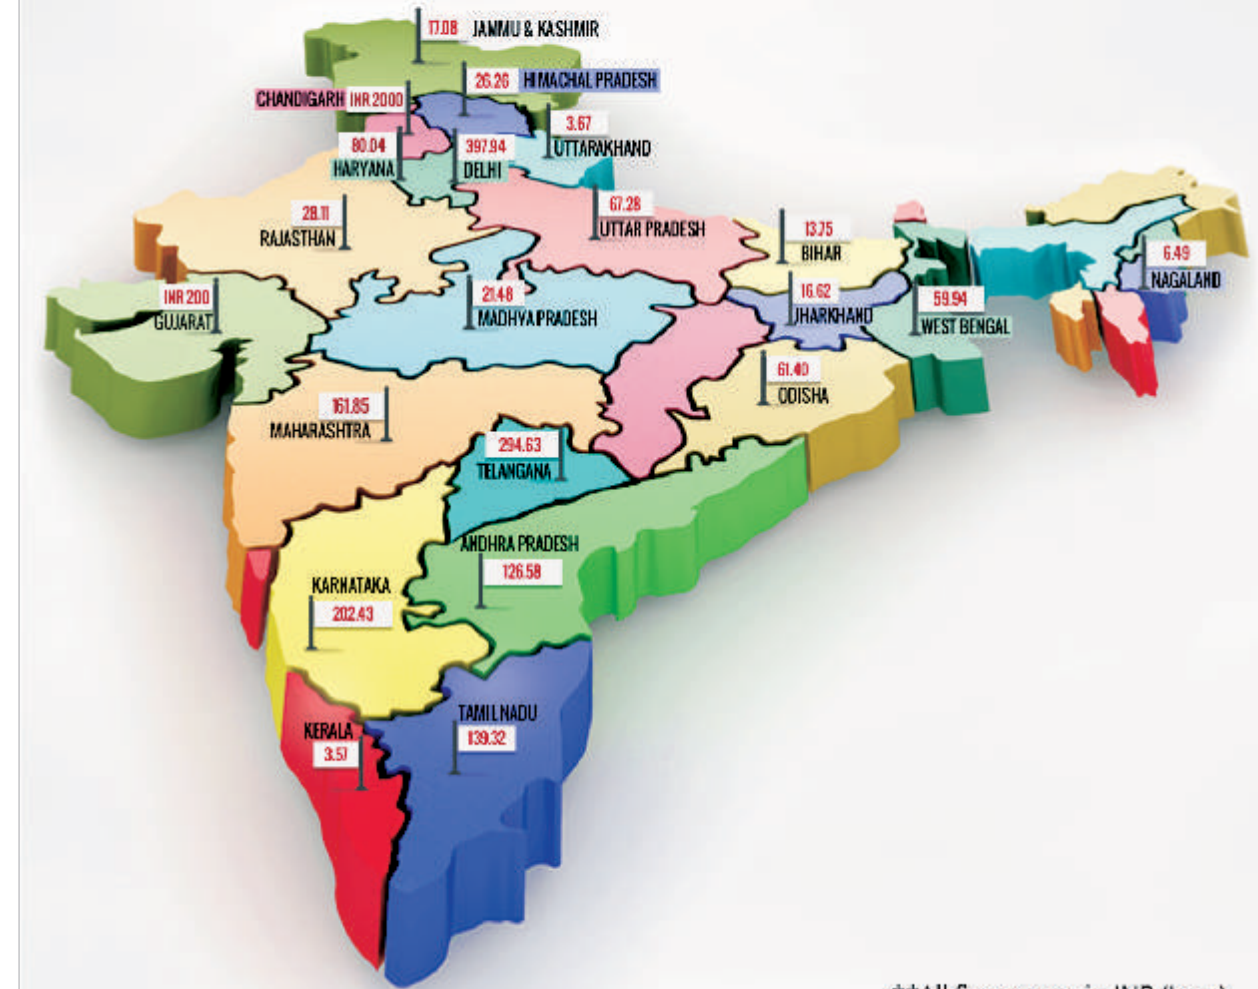 17.08 JAMMU & KASHMIR
26.26 HIMACHAL PRADESH
CHANDIGARH INR 2000
3.67
UTTARAKHAND
80.04
HARYANA
397.94
DELHI
67.28
UTTAR PRADESH
28.11
RAJASTHAN
13.75
BIHAR
6.49
NAGALAND
INR 200
GUJARAT
21.48
MADHYA PRADESH
16.62
JHARKHAND
59.94
WEST BENGAL
61.40
ODISHA
161.85
MAHARASHTRA
294.63
TELANGANA
ANDHRA PRADESH
126.58
KARNATAKA
202.43
TAMIL NADU
139.32
KERALA
3.57